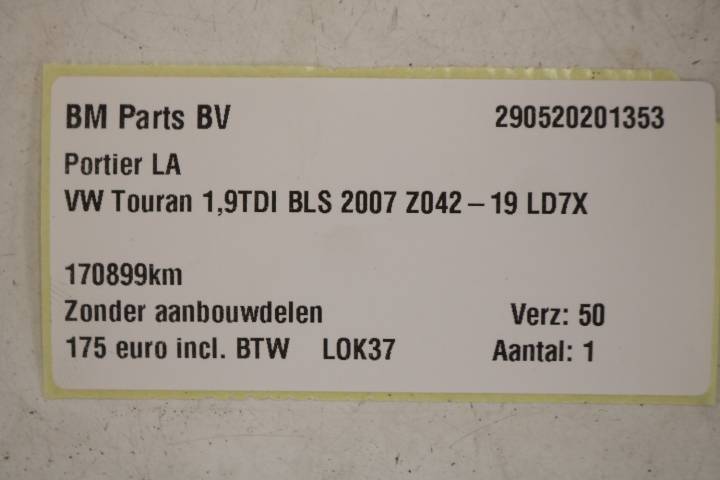 BM Parts BV 290520201353
Portier LA
VW Touran 1,9TDI BLS 2007 Z042 – 19 LD7X
170899km
Zonder aanbouwdelen Verz: 50
175 euro incl. BTW LOK37 Aantal: 1